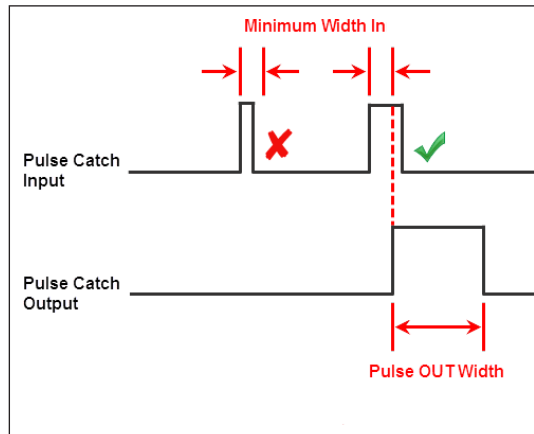 Minimum Width In
Pulse Catch
Input
Pulse Catch
Output
Pulse OUT Width